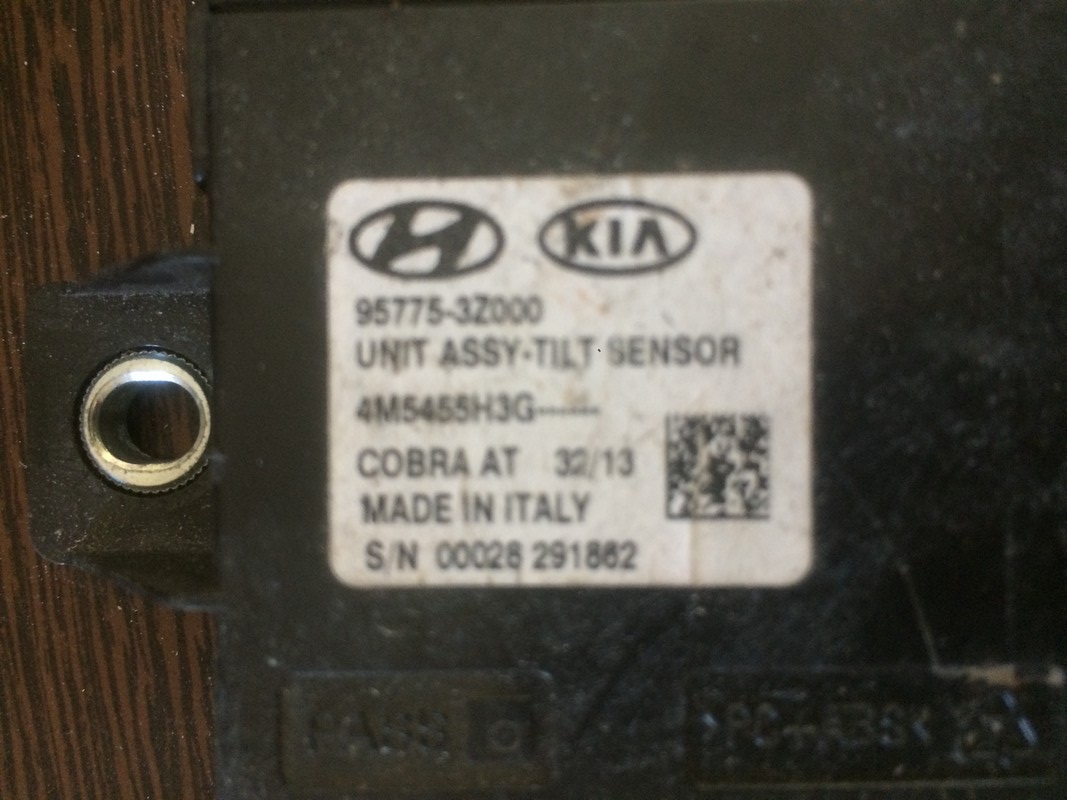 KIA
95775-3Z000
UNIT ASSY-TILT SENSOR
4M5455H3G------
COBRA AT 32/13
MADE IN ITALY
S/N 00028 291862